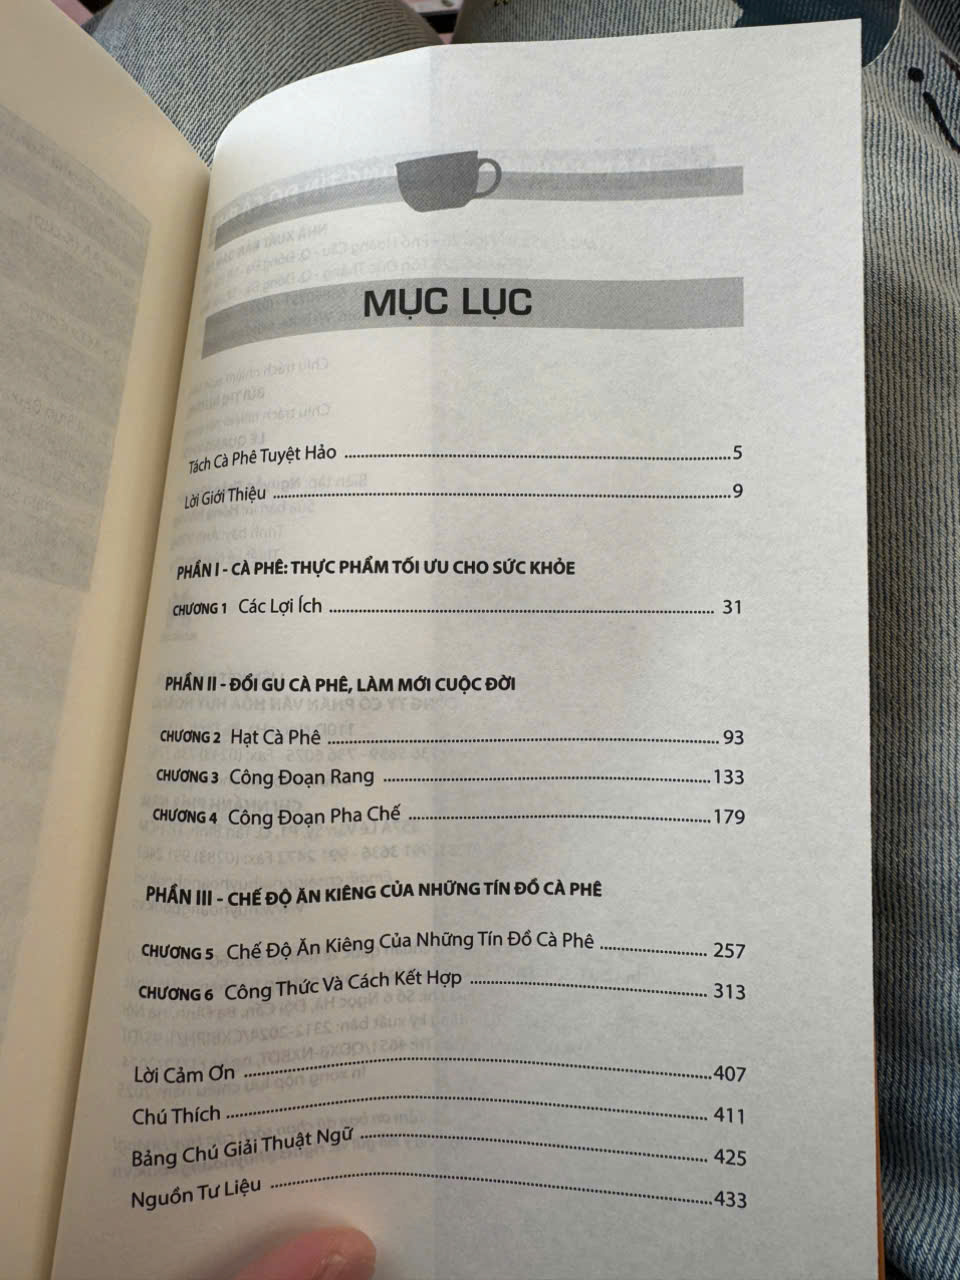 MỤC LỤC
Tách Cà Phê Tuyệt Hảo ........ 5
Lời Giới Thiệu ........ 9
PHẦN I - CÀ PHÊ: THỰC PHẨM TỐI ƯU CHO SỨC KHỎE
CHƯƠNG 1 Các Lợi Ích ........ 31
PHẦN II - ĐỔI GU CÀ PHÊ, LÀM MỚI CUỘC ĐỜI
CHƯƠNG 2 Hạt Cà Phê ........ 93
CHƯƠNG 3 Công Đoạn Rang ........ 133
CHƯƠNG 4 Công Đoạn Pha Chế ........ 179
PHẦN III - CHẾ ĐỘ ĂN KIÊNG CỦA NHỮNG TÍN ĐỒ CÀ PHÊ
CHƯƠNG 5 Chế Độ Ăn Kiêng Của Những Tín Đồ Cà Phê ........ 257
CHƯƠNG 6 Công Thức Và Cách Kết Hợp ........ 313
Lời Cảm Ơn ........ 407
Chú Thích ........ 411
Bảng Chú Giải Thuật Ngữ ........ 425
Nguồn Tư Liệu ........ 433